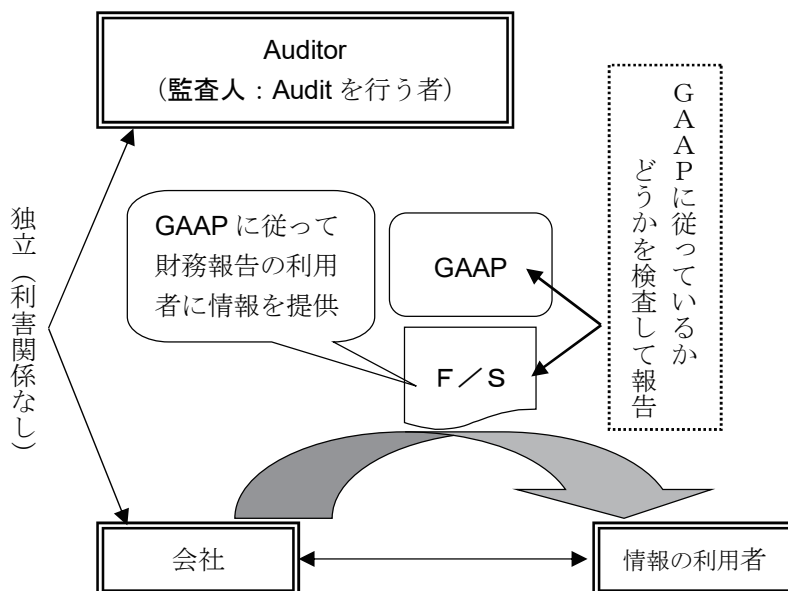 Auditor
（監査人：Audit を行う者）
GAAPに従っているか
どうかを検査して報告
独立（利害関係なし）
GAAP に従って
財務報告の利用
者に情報を提供
GAAP
F／S
会社
情報の利用者